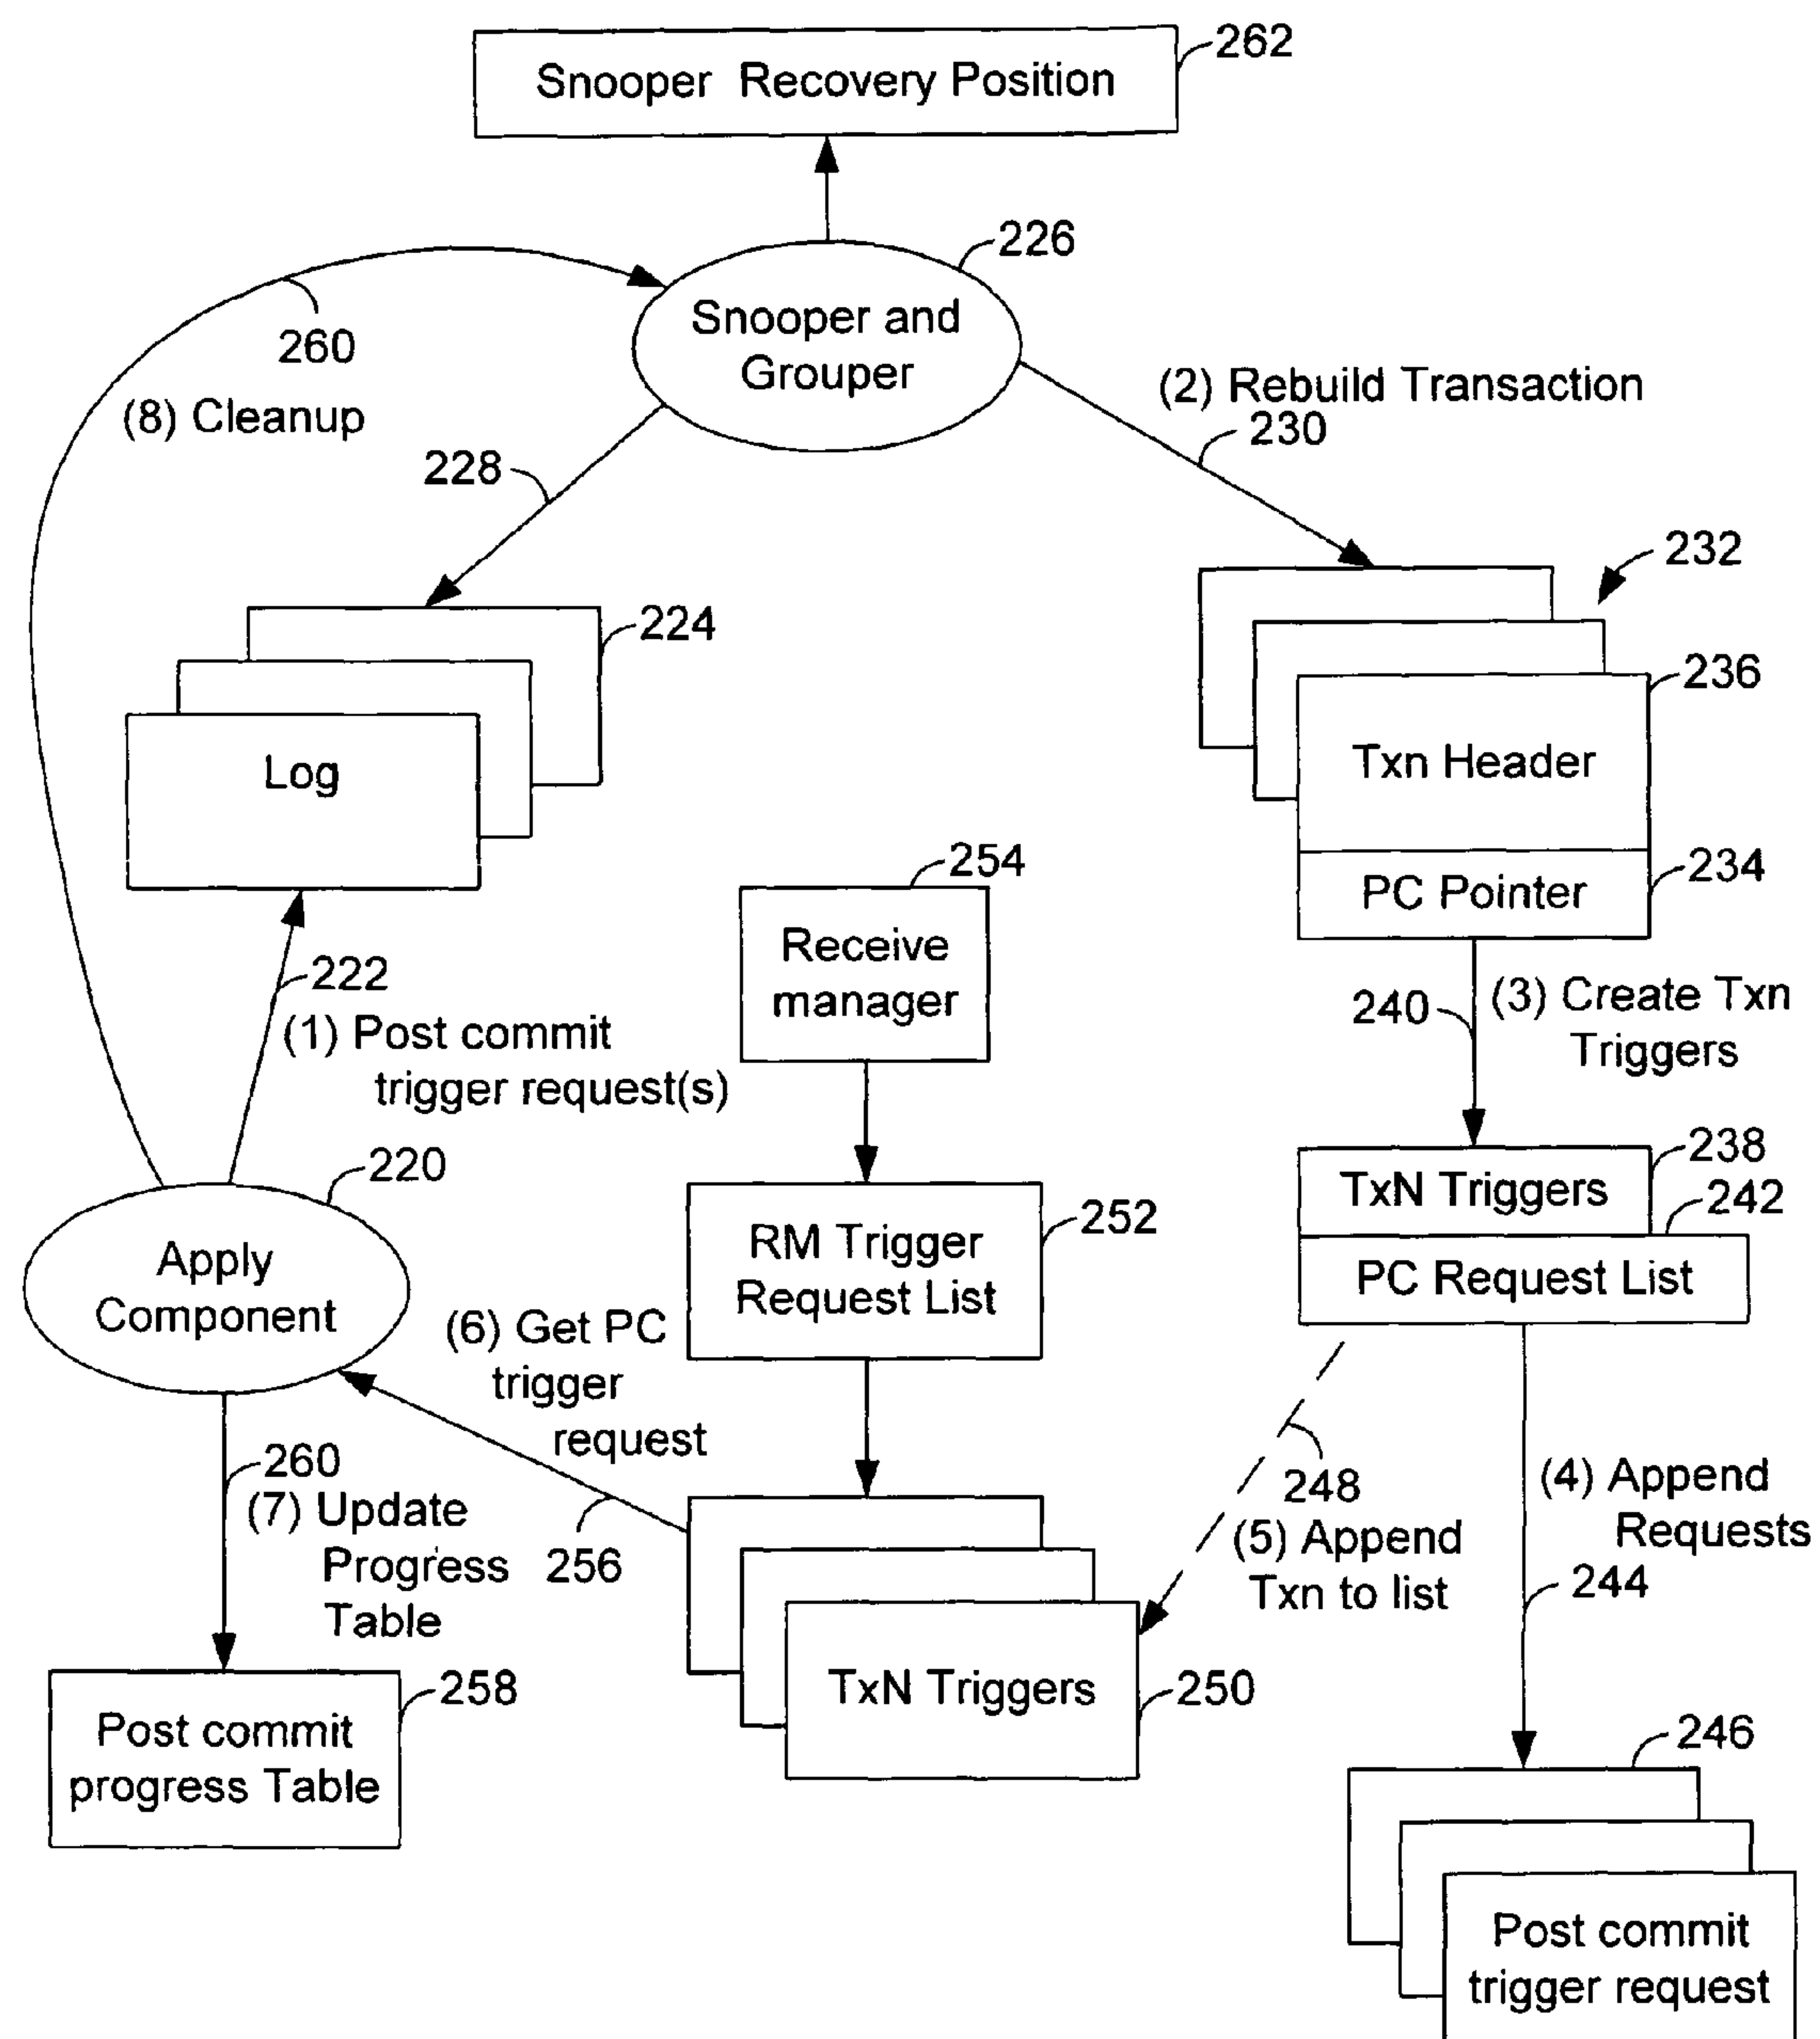 262
Snooper Recovery Position
226
Snooper and
Grouper
260
(8) Cleanup
(2) Rebuild Transaction
230
228
232
224
236
Log
Txn Header
254
234
PC Pointer
Receive
manager
222
(1) Post commit
trigger request(s)
240
(3) Create Txn
Triggers
220
238
TxN Triggers
242
252
RM Trigger
Request List
PC Request List
Apply
Component
(6) Get PC
trigger
request
260
(7) Update
Progress
Table
256
248
(5) Append
Txn to list
(4) Append
Requests
244
258
Post commit
progress Table
TxN Triggers
250
246
Post commit
trigger request